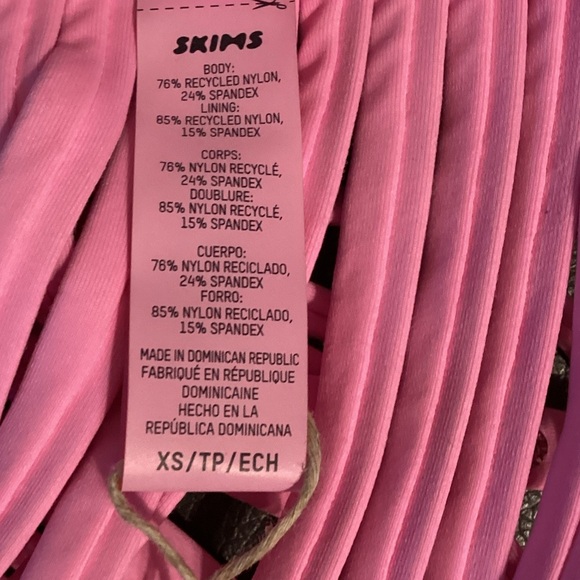 SKIMS
BODY:
76% RECYCLED NYLON,
24% SPANDEX
LINING:
85% RECYCLED NYLON,
15% SPANDEX
CORPS:
76% NYLON RECYCLÉ,
24% SPANDEX
DOUBLURE:
85% NYLON RECYCLÉ,
15% SPANDEX
CUERPO:
76% NYLON RECICLADO,
24% SPANDEX
FORRO:
85% NYLON RECICLADO,
15% SPANDEX
MADE IN DOMINICAN REPUBLIC
FABRIQUÉ EN RÉPUBLIQUE
DOMINICAINE
HECHO EN LA
REPÚBLICA DOMINICANA
XS/TP/ECH